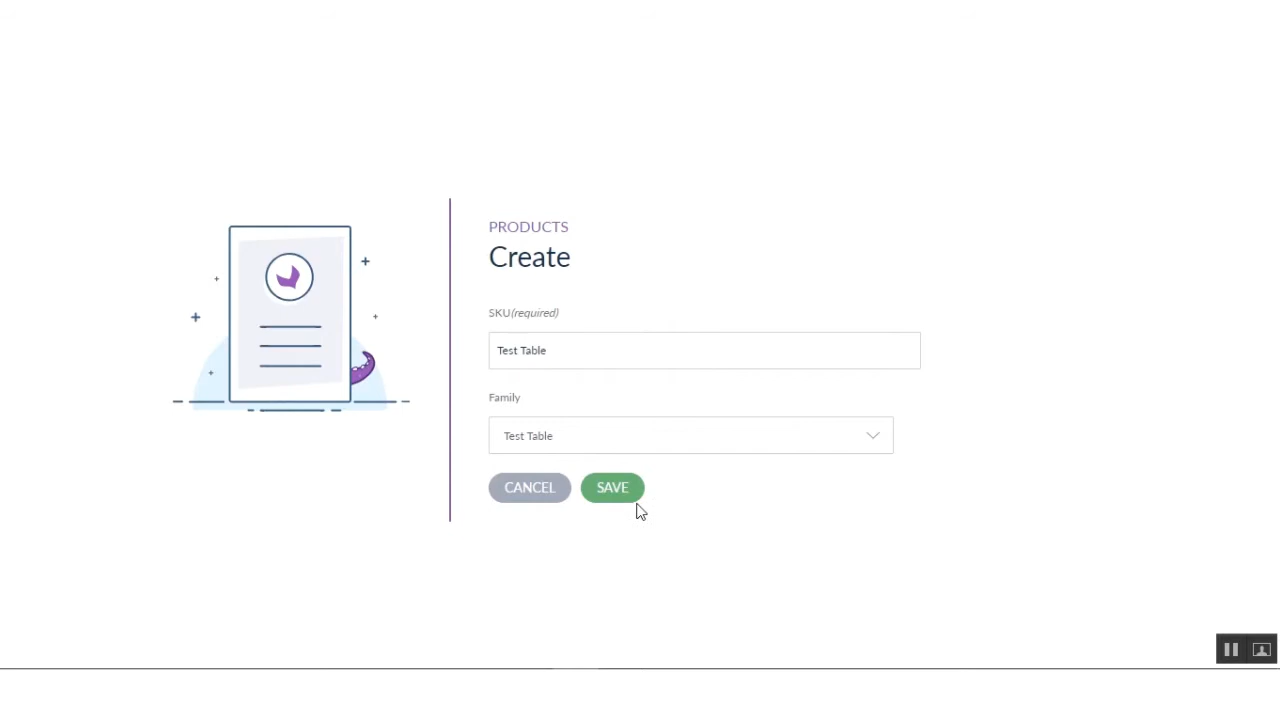 PRODUCTS
Create
SKU(required)
Test Table
Family
Test Table
CANCEL SAVE